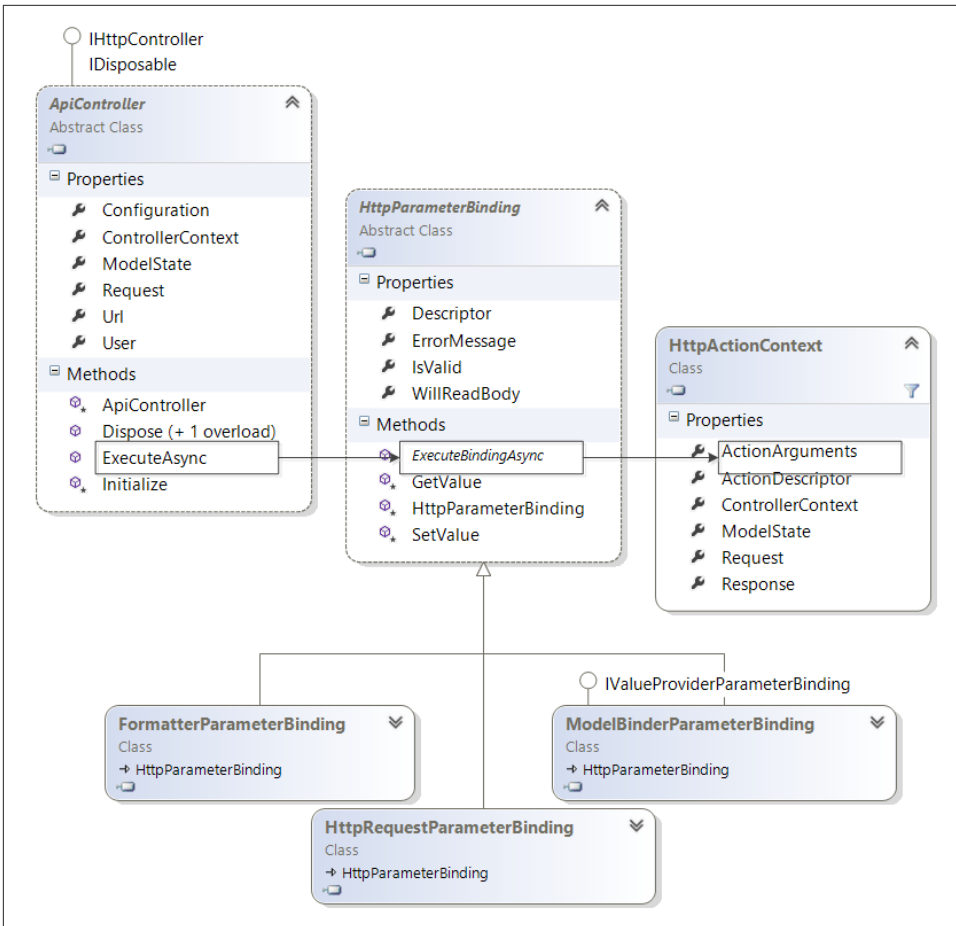 IHttpController
IDisposable
ApiController
Abstract Class
Properties
Configuration
ControllerContext
ModelState
Request
Url
User
Methods
ApiController
Dispose (+ 1 overload)
ExecuteAsync
Initialize
HttpParameterBinding
Abstract Class
Properties
Descriptor
ErrorMessage
IsValid
WillReadBody
Methods
ExecuteBindingAsync
GetValue
HttpParameterBinding
SetValue
HttpActionContext
Class
Properties
ActionArguments
ActionDescriptor
ControllerContext
ModelState
Request
Response
FormatterParameterBinding
Class
HttpParameterBinding
IValueProviderParameterBinding
ModelBinderParameterBinding
Class
HttpParameterBinding
HttpRequestParameterBinding
Class
HttpParameterBinding